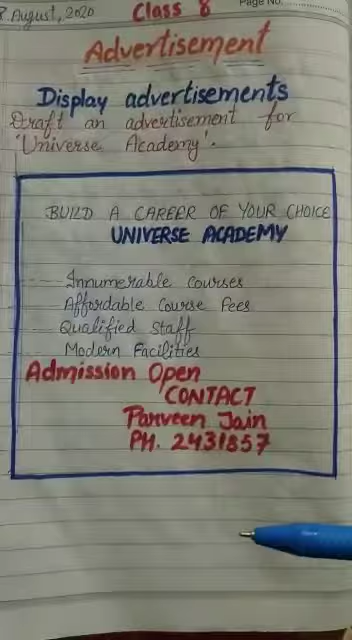 8 August, 2020 Class 8 Page No.
Advertisement
Display advertisements
Draft an advertisement for
'Universe Academy'.
BUILD A CAREER OF YOUR CHOICE
UNIVERSE ACADEMY
Innumerable Courses
Affordable Course Fees
Qualified Staff
Modern Facilities
Admission Open
CONTACT
Parveen Jain
PH. 2431857